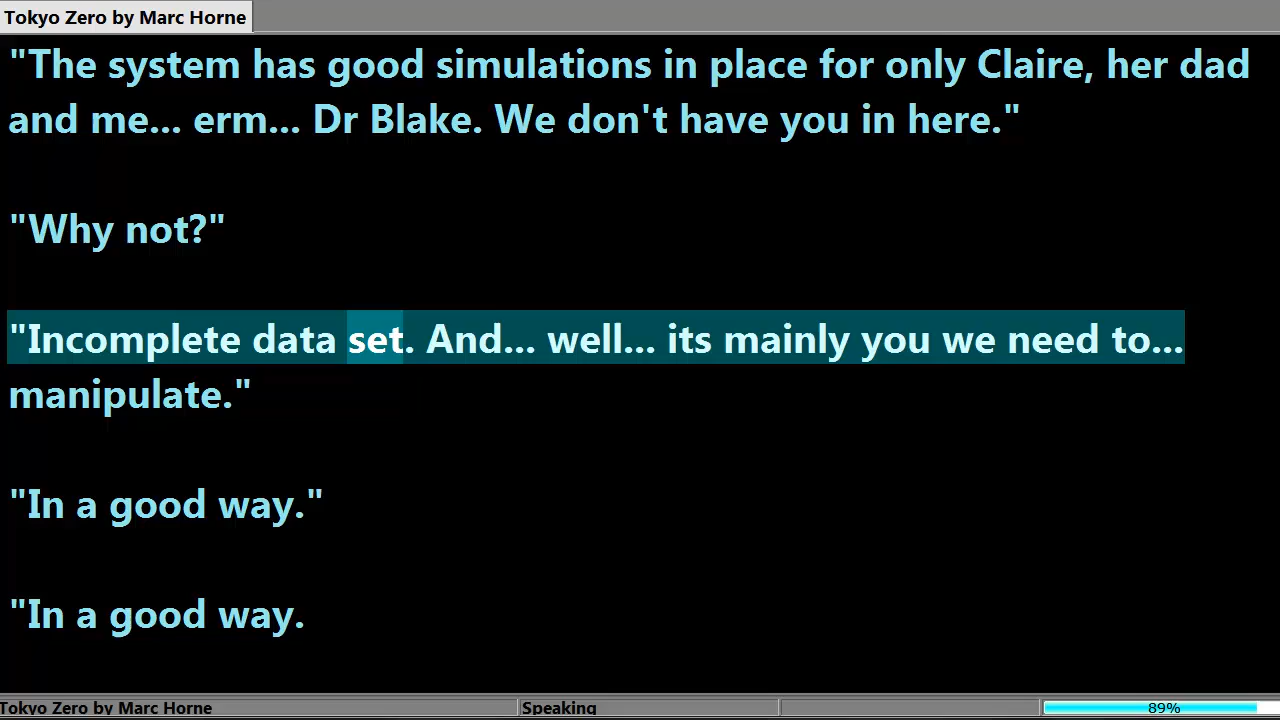 Tokyo Zero by Marc Horne
"The system has good simulations in place for only Claire, her dad
and me... erm... Dr Blake. We don't have you in here."
"Why not?"
"Incomplete data set. And... well... its mainly you we need to...
manipulate."
"In a good way."
"In a good way.
Tokyo Zero by Marc Horne Speaking 89%